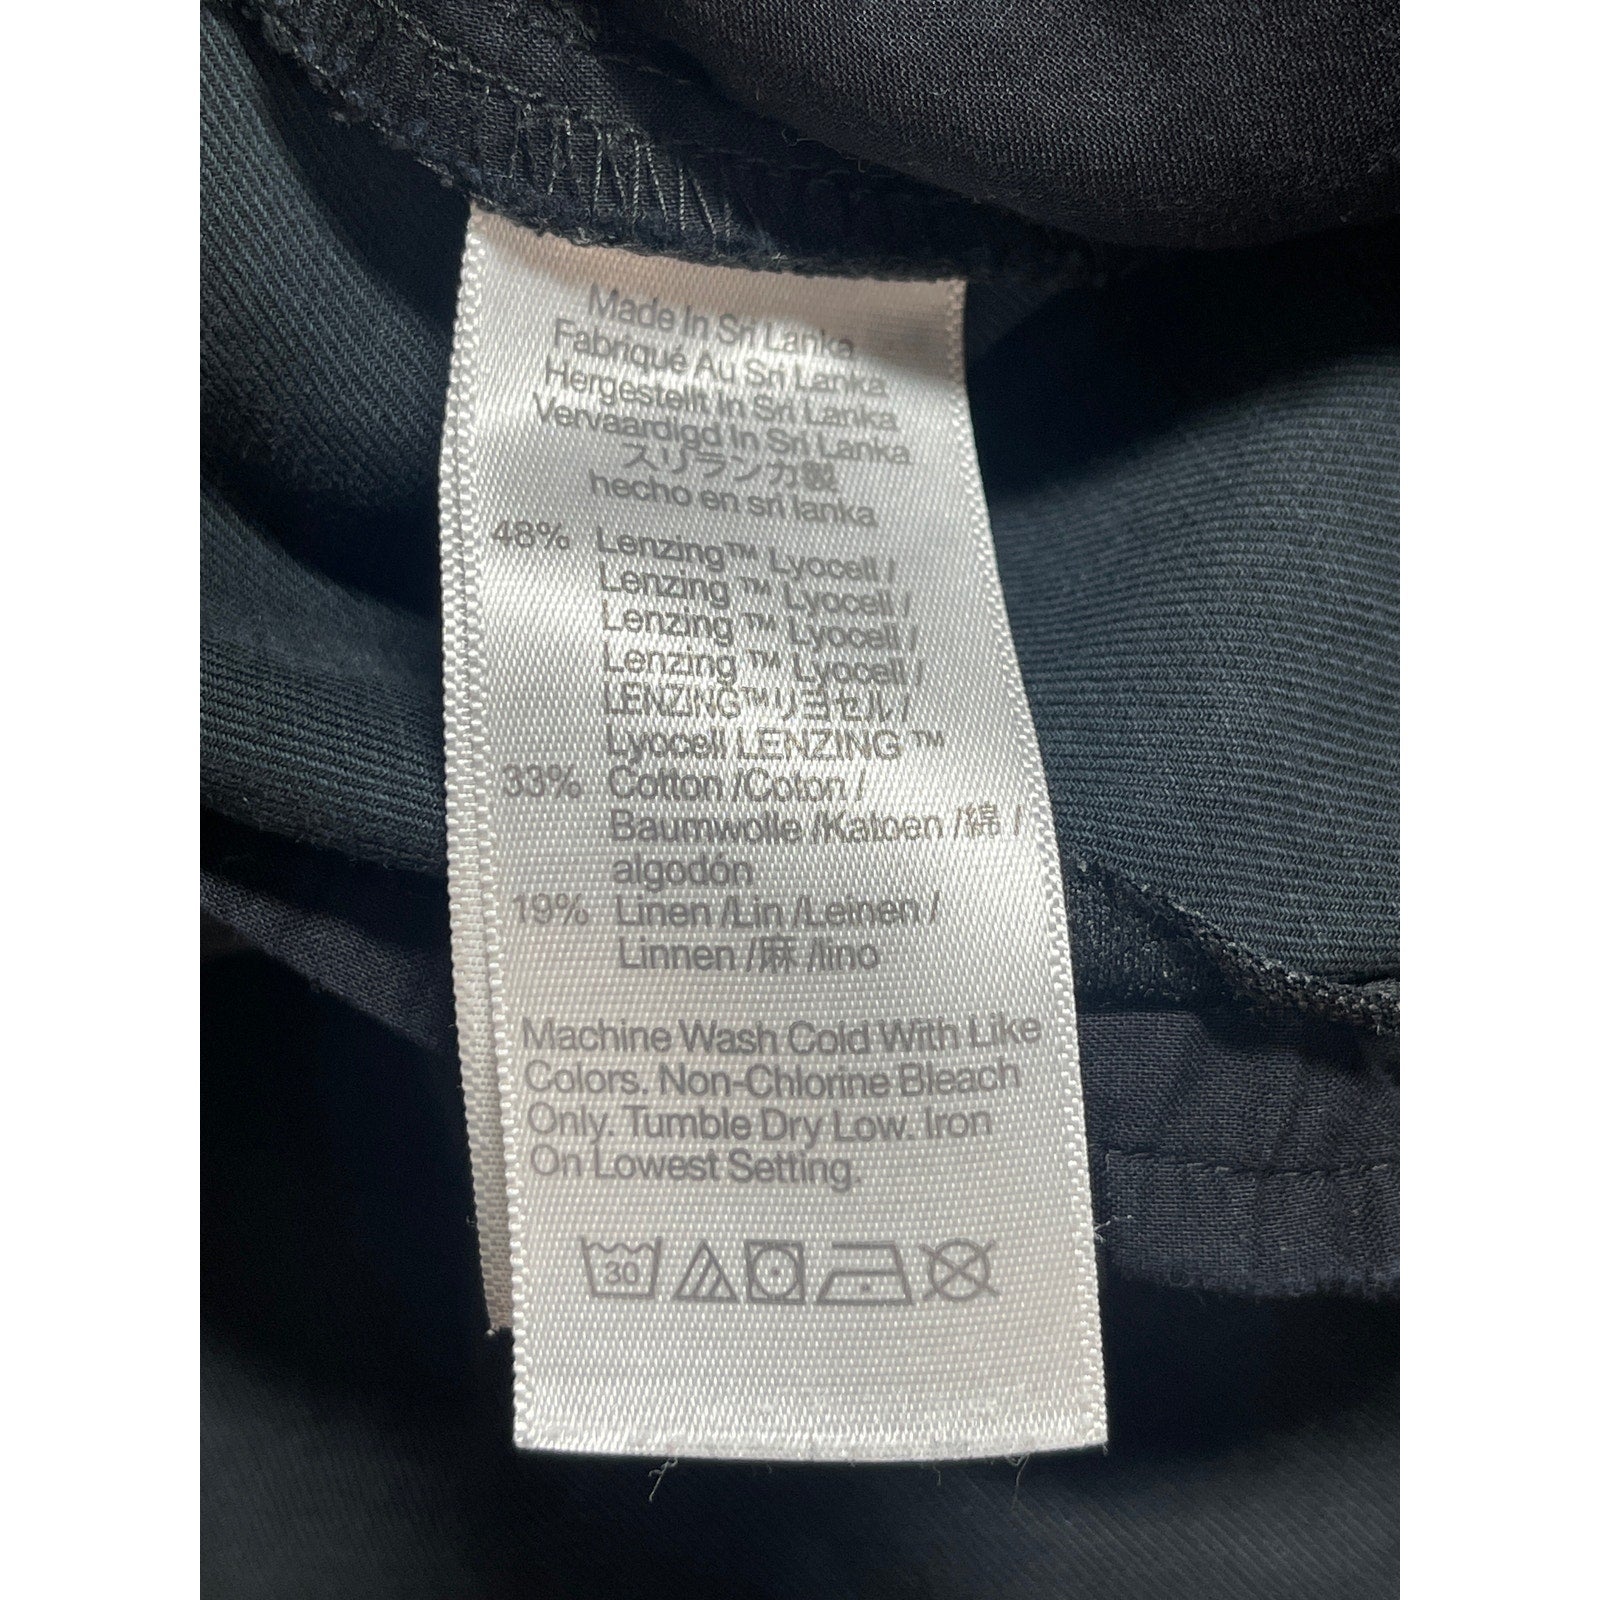 Made In Sri Lanka
Fabriqué Au Sri Lanka
Hergestellt In Sri Lanka
Vervaardigd In Sri Lanka
スリランカ製
hecho en sri lanka
48% Lenzing™ Lyocell /
Lenzing ™ Lyocell /
Lenzing ™ Lyocell /
Lenzing ™ Lyocell /
LENZING™リヨセル /
Lyocell LENZING ™
33% Cotton /Coton /
Baumwolle /Katoen /綿 /
algodón
19% Linen /Lin /Leinen /
Linnen /麻 /lino
Machine Wash Cold With Like
Colors. Non-Chlorine Bleach
Only. Tumble Dry Low. Iron
On Lowest Setting.
30